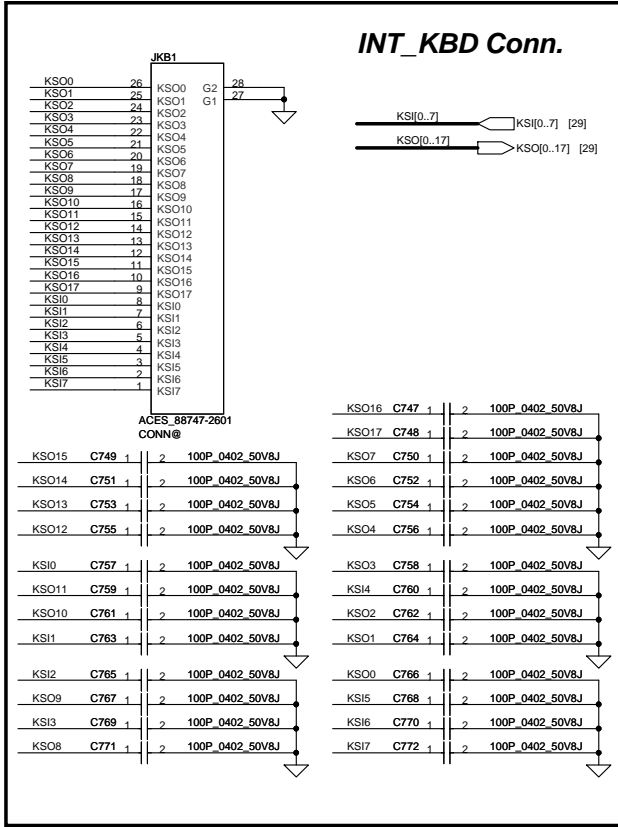 INT_KBD Conn.
JKB1
KSO0 26 KSO0 G2 28
KSO1 25 KSO1 G1 27
KSO2 24 KSO2
KSO3 23 KSO3
KSO4 22 KSO4
KSO5 21 KSO5
KSO6 20 KSO6
KSO7 19 KSO7
KSO8 18 KSO8
KSO9 17 KSO9
KSO10 16 KSO10
KSO11 15 KSO11
KSO12 14 KSO12
KSO13 13 KSO13
KSO14 12 KSO14
KSO15 11 KSO15
KSO16 10 KSO16
KSO17 9 KSO17
KSI0 8 KSI0
KSI1 7 KSI1
KSI2 6 KSI2
KSI3 5 KSI3
KSI4 4 KSI4
KSI5 3 KSI5
KSI6 2 KSI6
KSI7 1 KSI7
ACES_88747-2601
CONN@
KSI[0..7] KSI[0..7] [29]
KSO[0..17] KSO[0..17] [29]
KSO15 C749 1 2 100P_0402_50V8J
KSO14 C751 1 2 100P_0402_50V8J
KSO13 C753 1 2 100P_0402_50V8J
KSO12 C755 1 2 100P_0402_50V8J
KSI0 C757 1 2 100P_0402_50V8J
KSO11 C759 1 2 100P_0402_50V8J
KSO10 C761 1 2 100P_0402_50V8J
KSI1 C763 1 2 100P_0402_50V8J
KSI2 C765 1 2 100P_0402_50V8J
KSO9 C767 1 2 100P_0402_50V8J
KSI3 C769 1 2 100P_0402_50V8J
KSO8 C771 1 2 100P_0402_50V8J
KSO16 C747 1 2 100P_0402_50V8J
KSO17 C748 1 2 100P_0402_50V8J
KSO7 C750 1 2 100P_0402_50V8J
KSO6 C752 1 2 100P_0402_50V8J
KSO5 C754 1 2 100P_0402_50V8J
KSO4 C756 1 2 100P_0402_50V8J
KSO3 C758 1 2 100P_0402_50V8J
KSI4 C760 1 2 100P_0402_50V8J
KSO2 C762 1 2 100P_0402_50V8J
KSO1 C764 1 2 100P_0402_50V8J
KSO0 C766 1 2 100P_0402_50V8J
KSI5 C768 1 2 100P_0402_50V8J
KSI6 C770 1 2 100P_0402_50V8J
KSI7 C772 1 2 100P_0402_50V8J